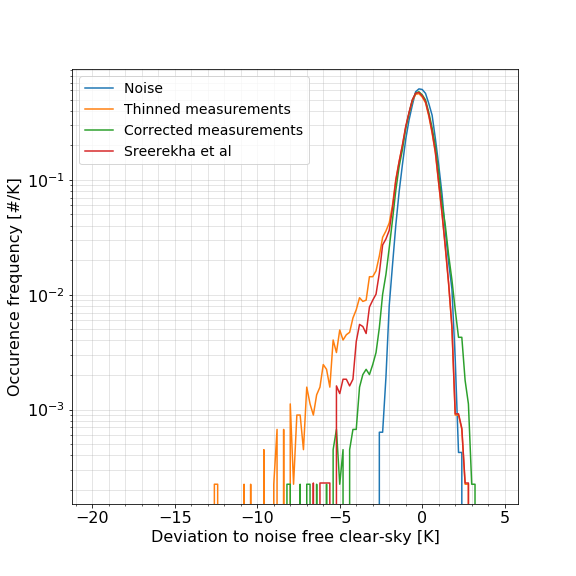 Noise
Thinned measurements
Corrected measurements
Sreerekha et al
Occurence frequency [#/K]
10⁻¹
10⁻²
10⁻³
−20 −15 −10 −5 0 5
Deviation to noise free clear-sky [K]